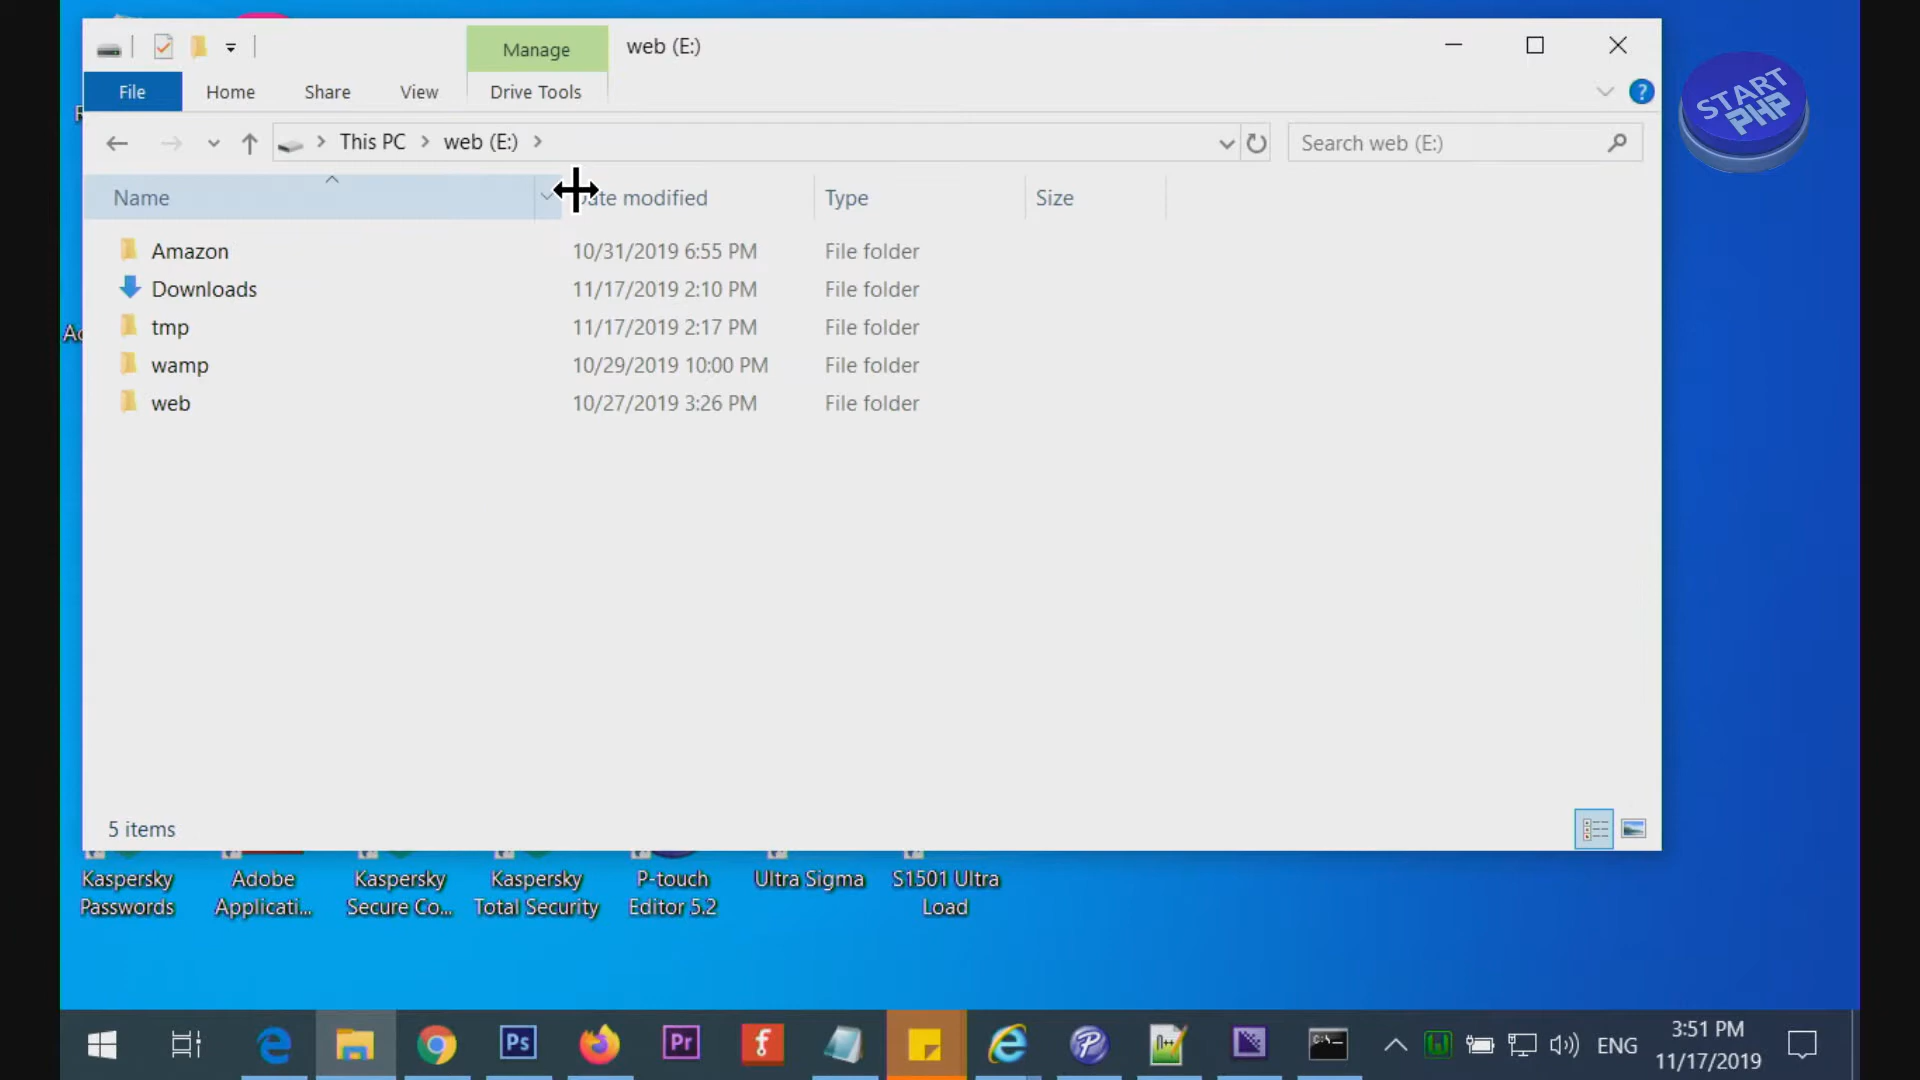 Manage
web (E:)
File
Home
Share
View
Drive Tools
?
This PC
web (E:)
Search web (E:)
START
PHP
Name
Date modified
Type
Size
Amazon
10/31/2019 6:55 PM
File folder
Downloads
11/17/2019 2:10 PM
File folder
tmp
11/17/2019 2:17 PM
File folder
wamp
10/29/2019 10:00 PM
File folder
web
10/27/2019 3:26 PM
File folder
5 items
Kaspersky
Passwords
Adobe
Applicati...
Kaspersky
Secure Co...
Kaspersky
Total Security
P-touch
Editor 5.2
Ultra Sigma
S1501 Ultra
Load
Ps
Pr
f
ENG
3:51 PM
11/17/2019